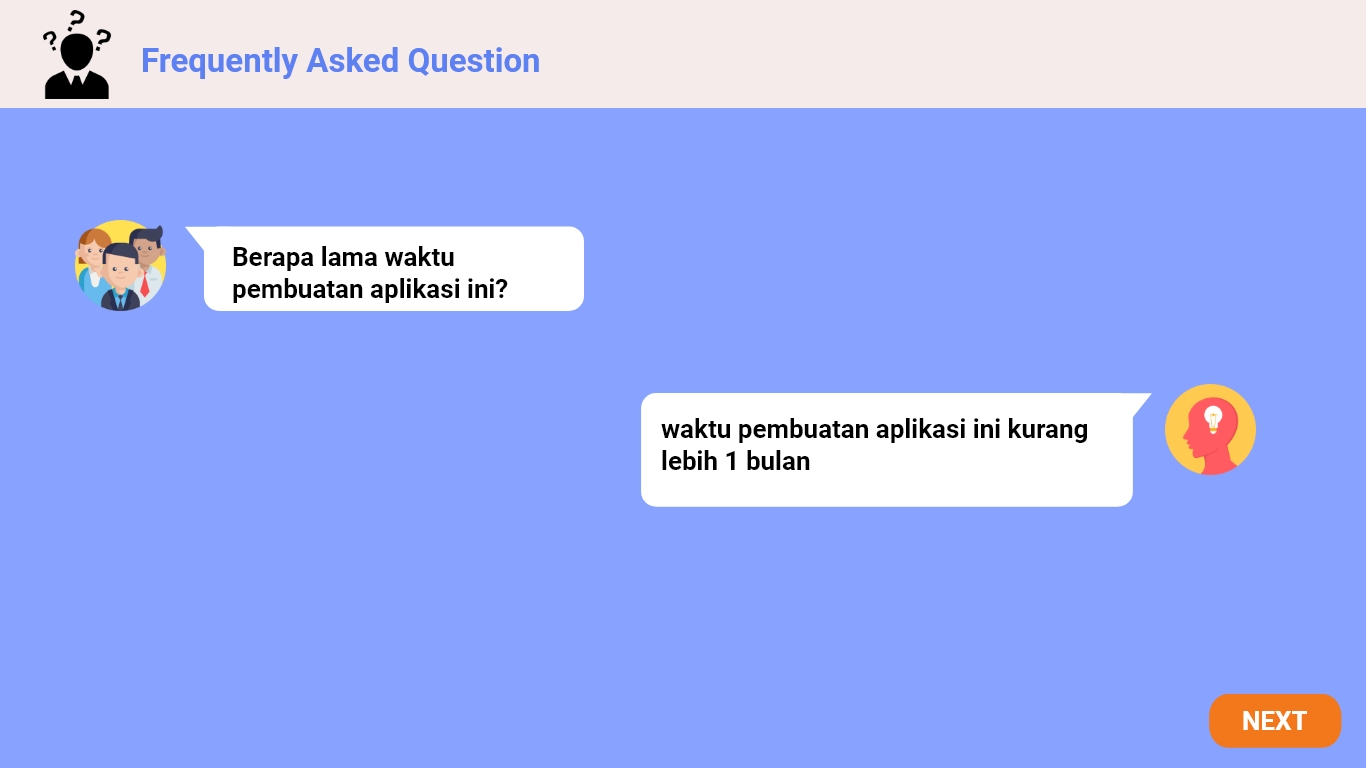 Frequently Asked Question
Berapa lama waktu
pembuatan aplikasi ini?
waktu pembuatan aplikasi ini kurang
lebih 1 bulan
NEXT